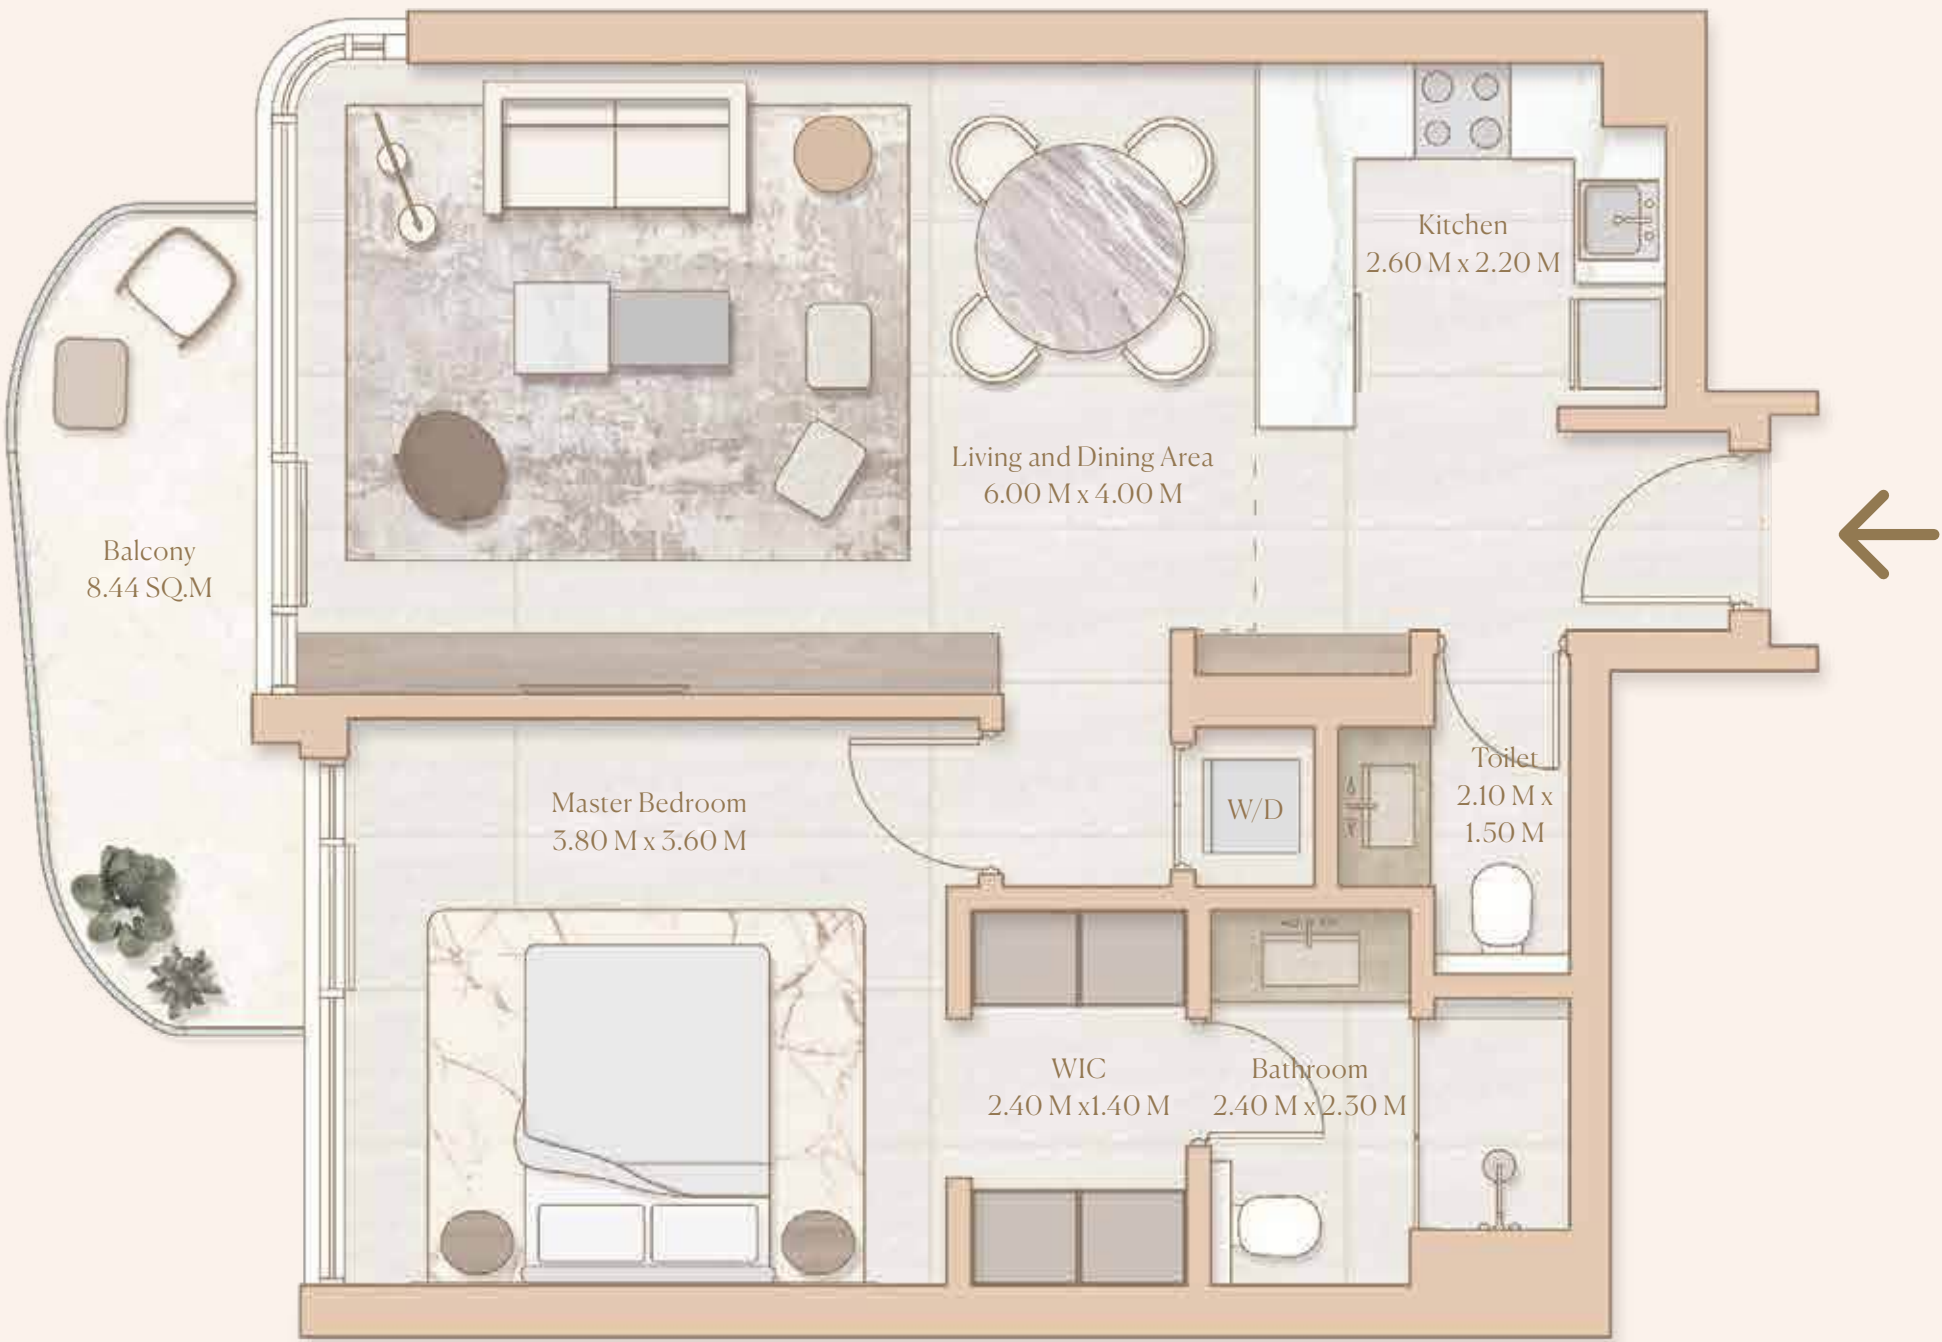 Kitchen
2.60 M x 2.20 M
Living and Dining Area
6.00 M x 4.00 M
Balcony
8.44 SQ.M
Master Bedroom
3.80 M x 3.60 M
W/D
Toilet
2.10 M x
1.50 M
WIC
2.40 M x1.40 M
Bathroom
2.40 M x 2.30 M